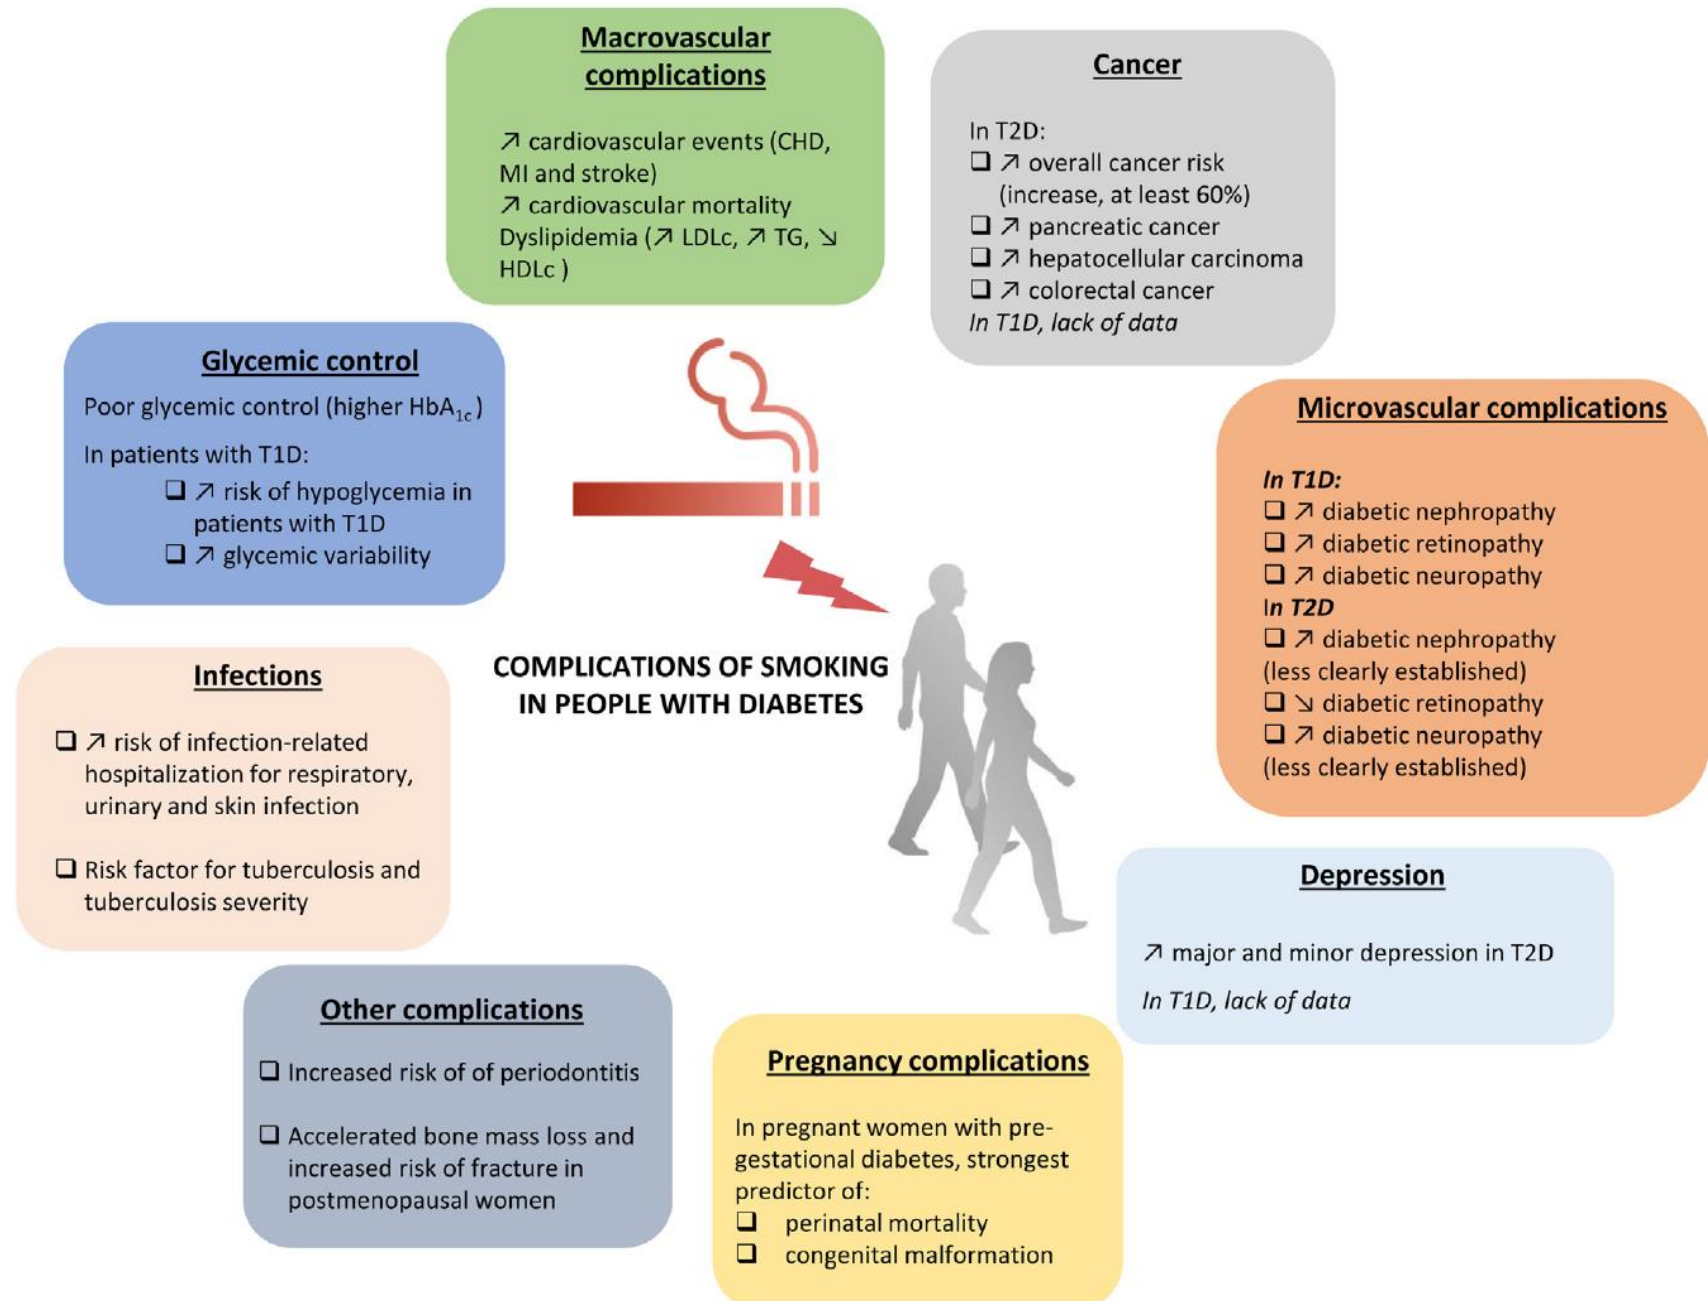 Macrovascular
complications
↗ cardiovascular events (CHD,
MI and stroke)
↗ cardiovascular mortality
Dyslipidemia (↗ LDLc, ↗ TG, ↘
HDLc )
Cancer
In T2D:
❑ ↗ overall cancer risk
(increase, at least 60%)
❑ ↗ pancreatic cancer
❑ ↗ hepatocellular carcinoma
❑ ↗ colorectal cancer
In T1D, lack of data
Glycemic control
Poor glycemic control (higher HbA1c)
In patients with T1D:
❑ ↗ risk of hypoglycemia in
patients with T1D
❑ ↗ glycemic variability
Microvascular complications
In T1D:
❑ ↗ diabetic nephropathy
❑ ↗ diabetic retinopathy
❑ ↗ diabetic neuropathy
In T2D
❑ ↗ diabetic nephropathy
(less clearly established)
❑ ↘ diabetic retinopathy
❑ ↗ diabetic neuropathy
(less clearly established)
COMPLICATIONS OF SMOKING
IN PEOPLE WITH DIABETES
Infections
❑ ↗ risk of infection-related
hospitalization for respiratory,
urinary and skin infection
❑ Risk factor for tuberculosis and
tuberculosis severity
Depression
↗ major and minor depression in T2D
In T1D, lack of data
Other complications
❑ Increased risk of of periodontitis
❑ Accelerated bone mass loss and
increased risk of fracture in
postmenopausal women
Pregnancy complications
In pregnant women with pre-
gestational diabetes, strongest
predictor of:
❑ perinatal mortality
❑ congenital malformation